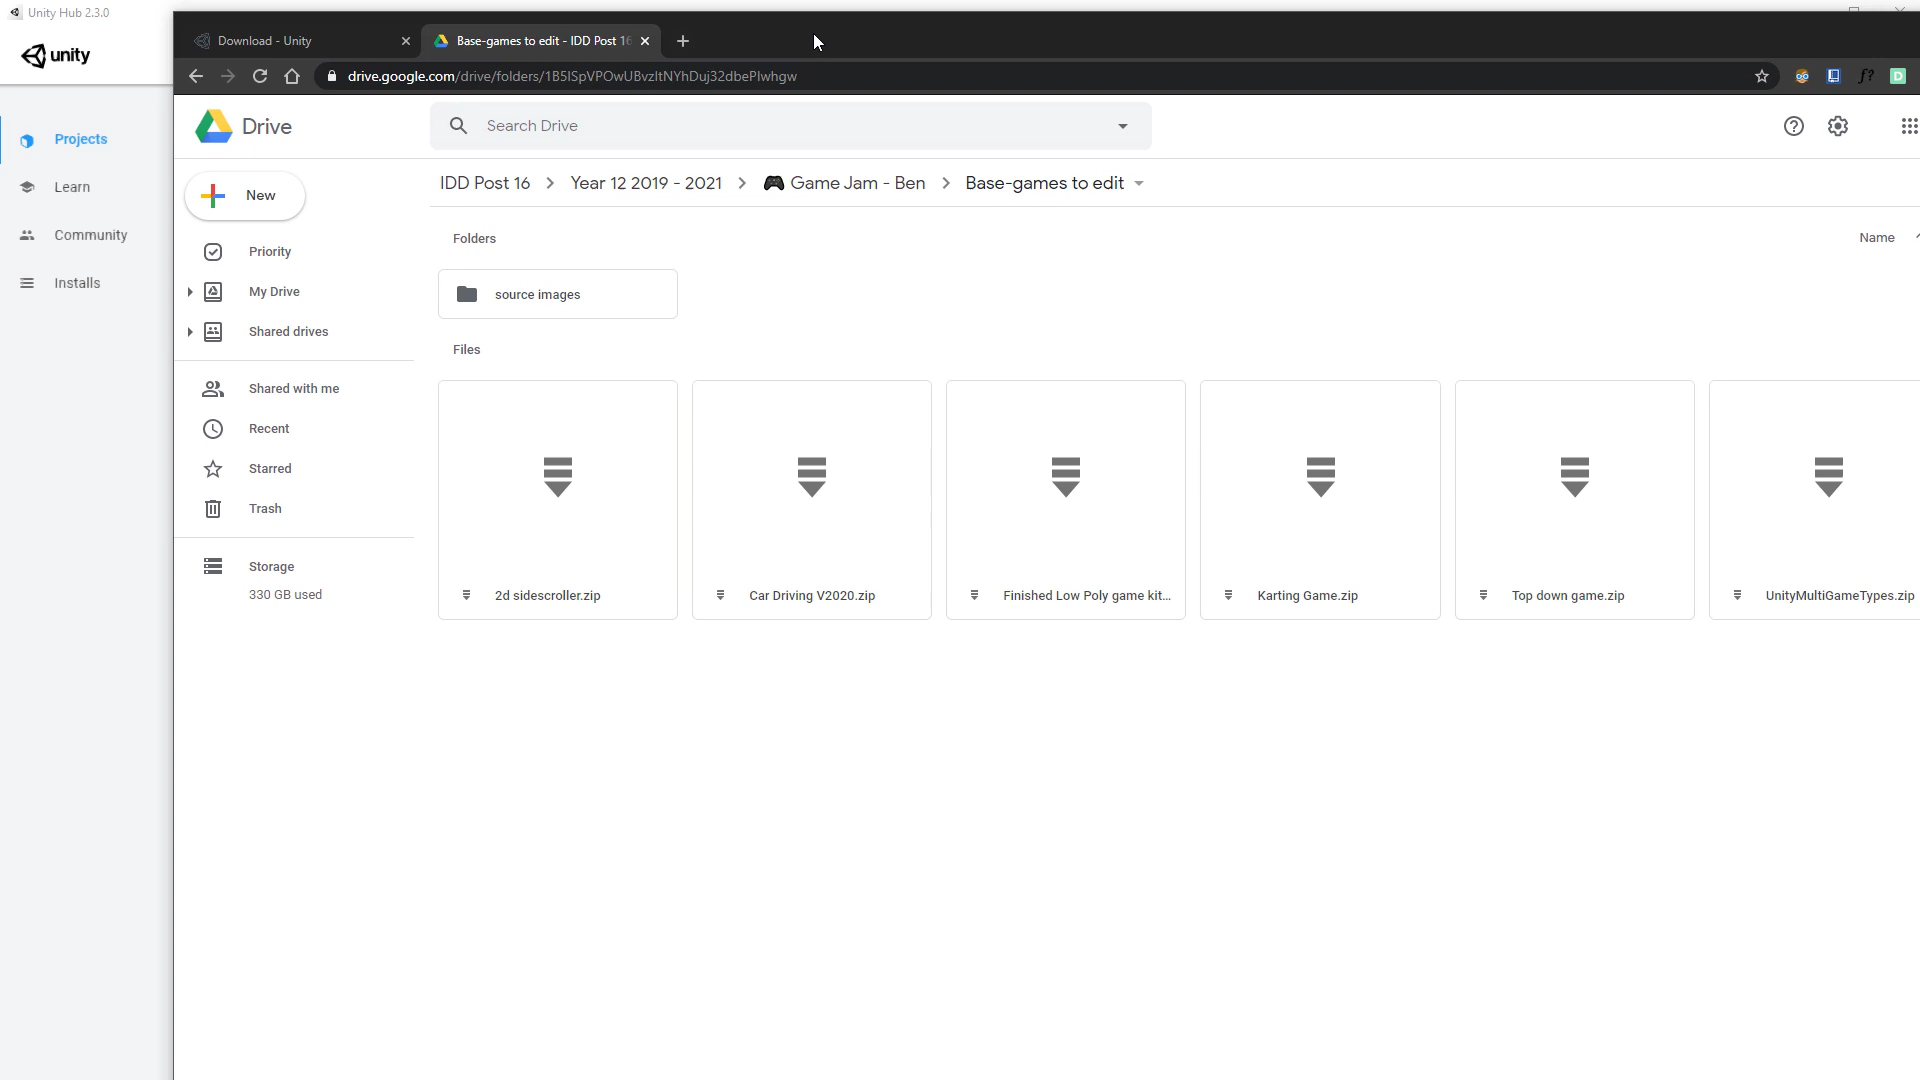 Unity Hub 2.3.0
unity
Projects
Learn
Community
Installs
Download - Unity
Base-games to edit - IDD Post 16
drive.google.com/drive/folders/1B5ISpVPOwUBvzItNYhDuj32dbePIwhgw
f?
D
Drive
Search Drive
New
Priority
My Drive
Shared drives
Shared with me
Recent
Starred
Trash
Storage
330 GB used
IDD Post 16 > Year 12 2019 - 2021 > 🎮 Game Jam - Ben > Base-games to edit
Folders
Name
source images
Files
2d sidescroller.zip
Car Driving V2020.zip
Finished Low Poly game kit...
Karting Game.zip
Top down game.zip
UnityMultiGameTypes.zip